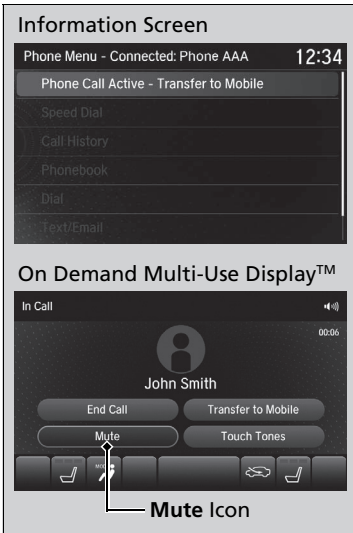 Information Screen
Phone Menu - Connected: Phone AAA 12:34
Phone Call Active - Transfer to Mobile
Speed Dial
Call History
Phonebook
Dial
Text/Email
On Demand Multi-Use Display™
In Call
00:06
John Smith
End Call Transfer to Mobile
Mute Touch Tones
Mute Icon